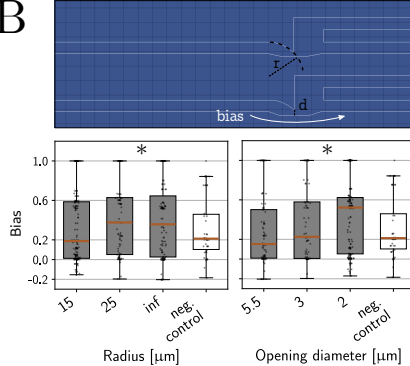 B
r
d
bias
* *
1.0
0.6
0.2
0.0
−0.2
Bias
15 25 inf neg. control
5.5 3 2 neg. control
Radius [µm] Opening diameter [µm]